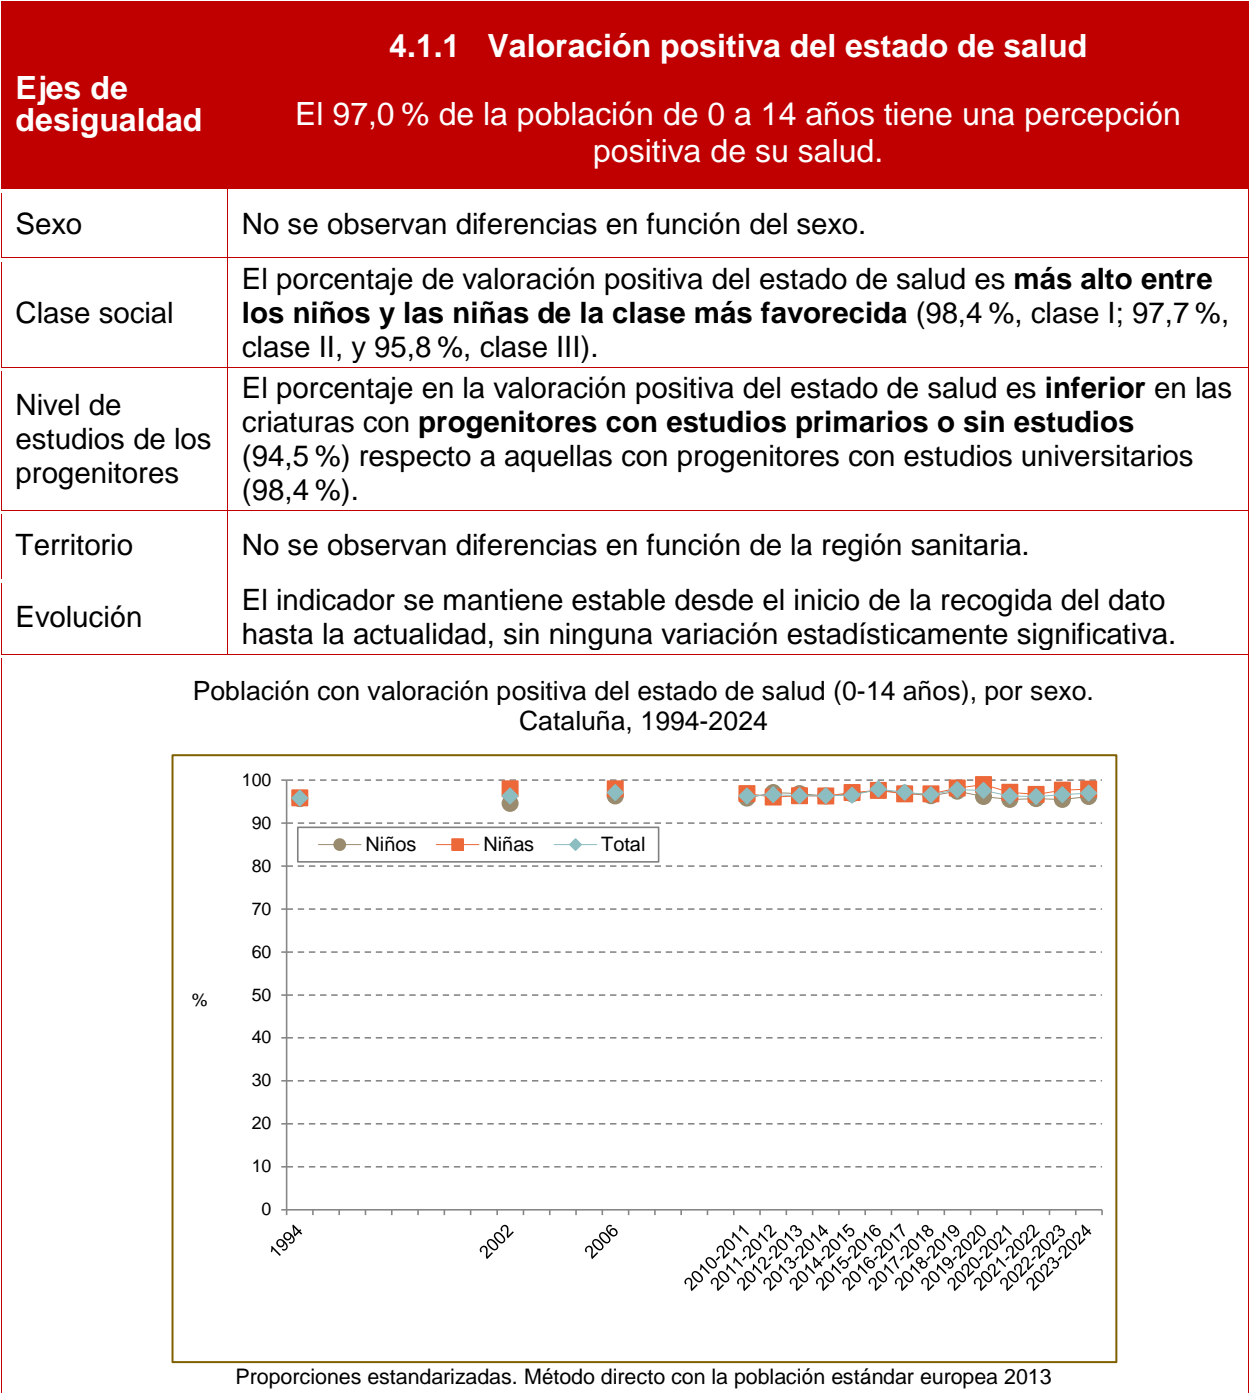 Ejes de
desigualdad
4.1.1 Valoración positiva del estado de salud
El 97,0 % de la población de 0 a 14 años tiene una percepción
positiva de su salud.
Sexo
No se observan diferencias en función del sexo.
Clase social
El porcentaje de valoración positiva del estado de salud es más alto entre
los niños y las niñas de la clase más favorecida (98,4 %, clase I; 97,7 %,
clase II, y 95,8 %, clase III).
Nivel de
estudios de los
progenitores
El porcentaje en la valoración positiva del estado de salud es inferior en las
criaturas con progenitores con estudios primarios o sin estudios
(94,5 %) respecto a aquellas con progenitores con estudios universitarios
(98,4 %).
Territorio
No se observan diferencias en función de la región sanitaria.
Evolución
El indicador se mantiene estable desde el inicio de la recogida del dato
hasta la actualidad, sin ninguna variación estadísticamente significativa.
Población con valoración positiva del estado de salud (0-14 años), por sexo.
Cataluña, 1994-2024
100
90
Niños Niñas Total
80
70
60
50
%
40
30
20
10
0
1994
2002
2006
2010-2011
2011-2012
2012-2013
2013-2014
2014-2015
2015-2016
2016-2017
2017-2018
2018-2019
2019-2020
2020-2021
2021-2022
2022-2023
2023-2024
Proporciones estandarizadas. Método directo con la población estándar europea 2013